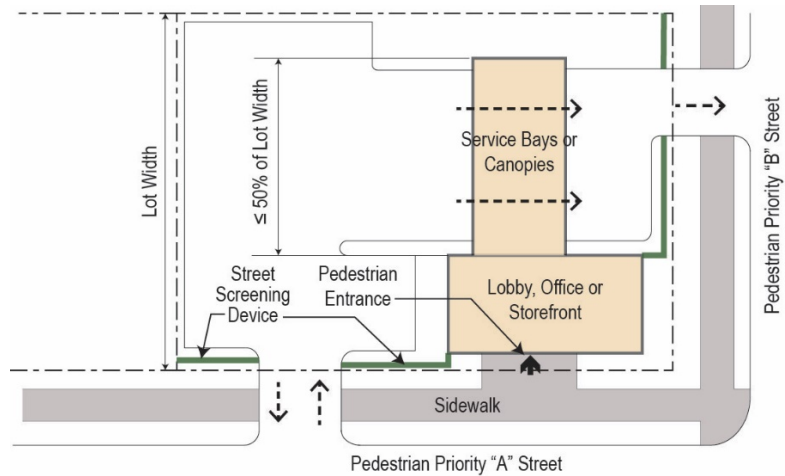 Lot Width
≤ 50% of Lot Width
Service Bays or
Canopies
Pedestrian Priority "B" Street
Street
Screening
Device
Pedestrian
Entrance
Lobby, Office or
Storefront
Sidewalk
Pedestrian Priority "A" Street